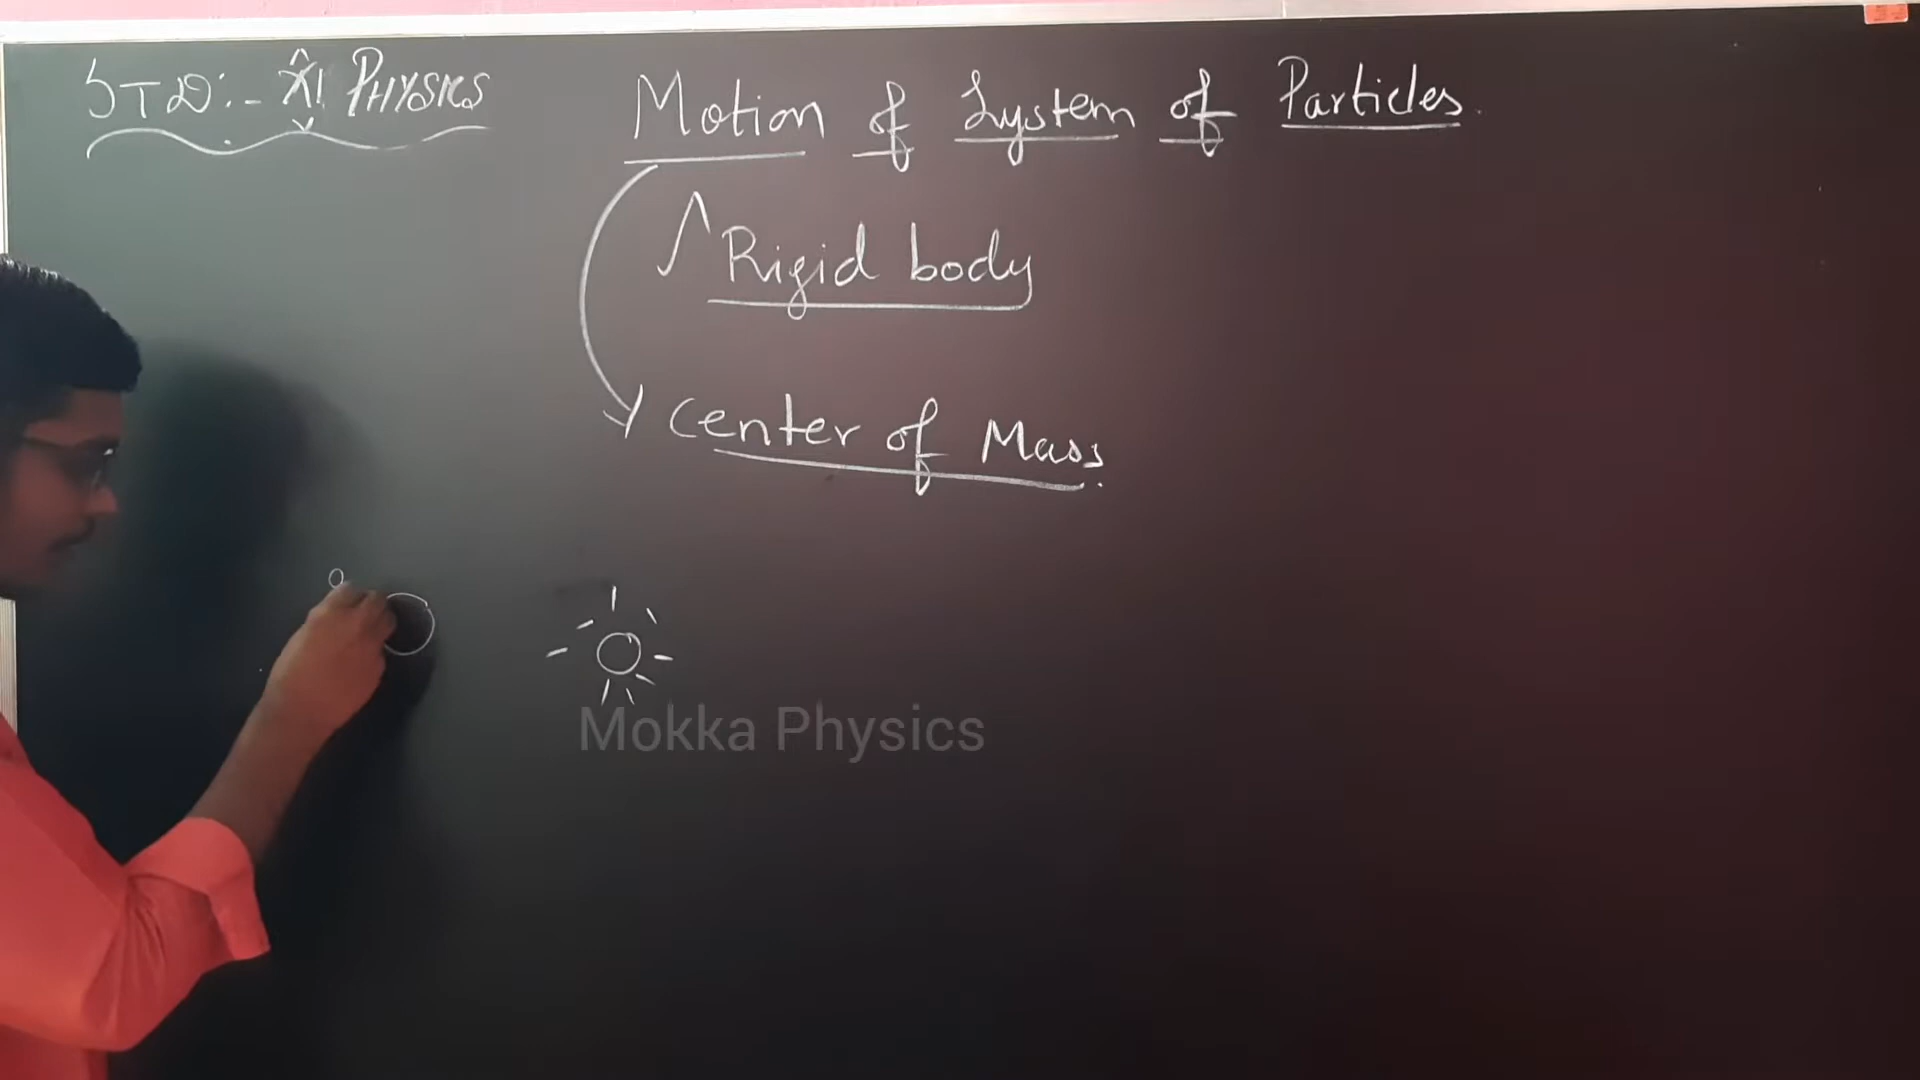 STD:- XI PHYSICS
Motion of System of Particles.
Rigid body
Center of Mass.
Mokka Physics